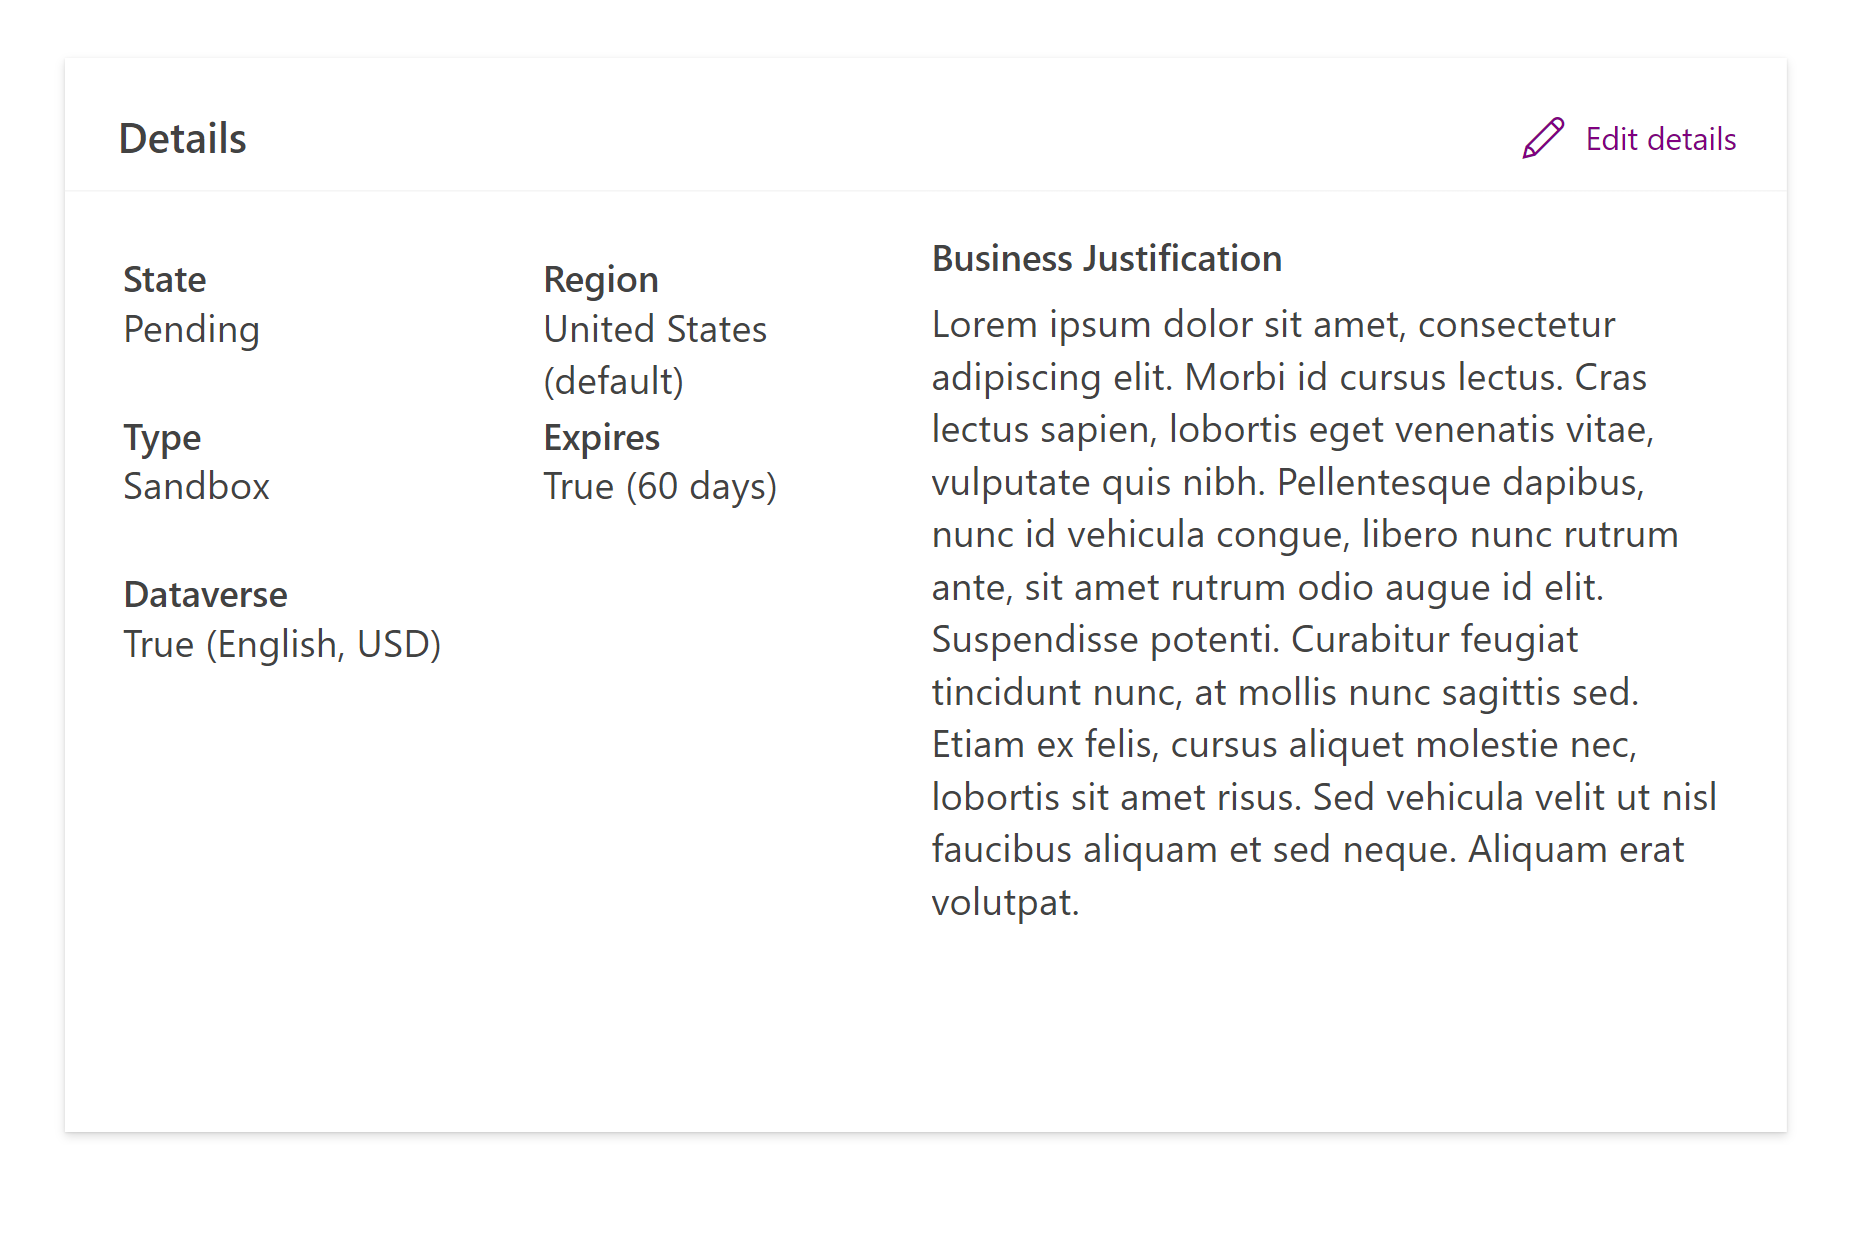 Details
Edit details
State
Pending
Region
United States
(default)
Type
Sandbox
Expires
True (60 days)
Dataverse
True (English, USD)
Business Justification
Lorem ipsum dolor sit amet, consectetur
adipiscing elit. Morbi id cursus lectus. Cras
lectus sapien, lobortis eget venenatis vitae,
vulputate quis nibh. Pellentesque dapibus,
nunc id vehicula congue, libero nunc rutrum
ante, sit amet rutrum odio augue id elit.
Suspendisse potenti. Curabitur feugiat
tincidunt nunc, at mollis nunc sagittis sed.
Etiam ex felis, cursus aliquet molestie nec,
lobortis sit amet risus. Sed vehicula velit ut nisl
faucibus aliquam et sed neque. Aliquam erat
volutpat.